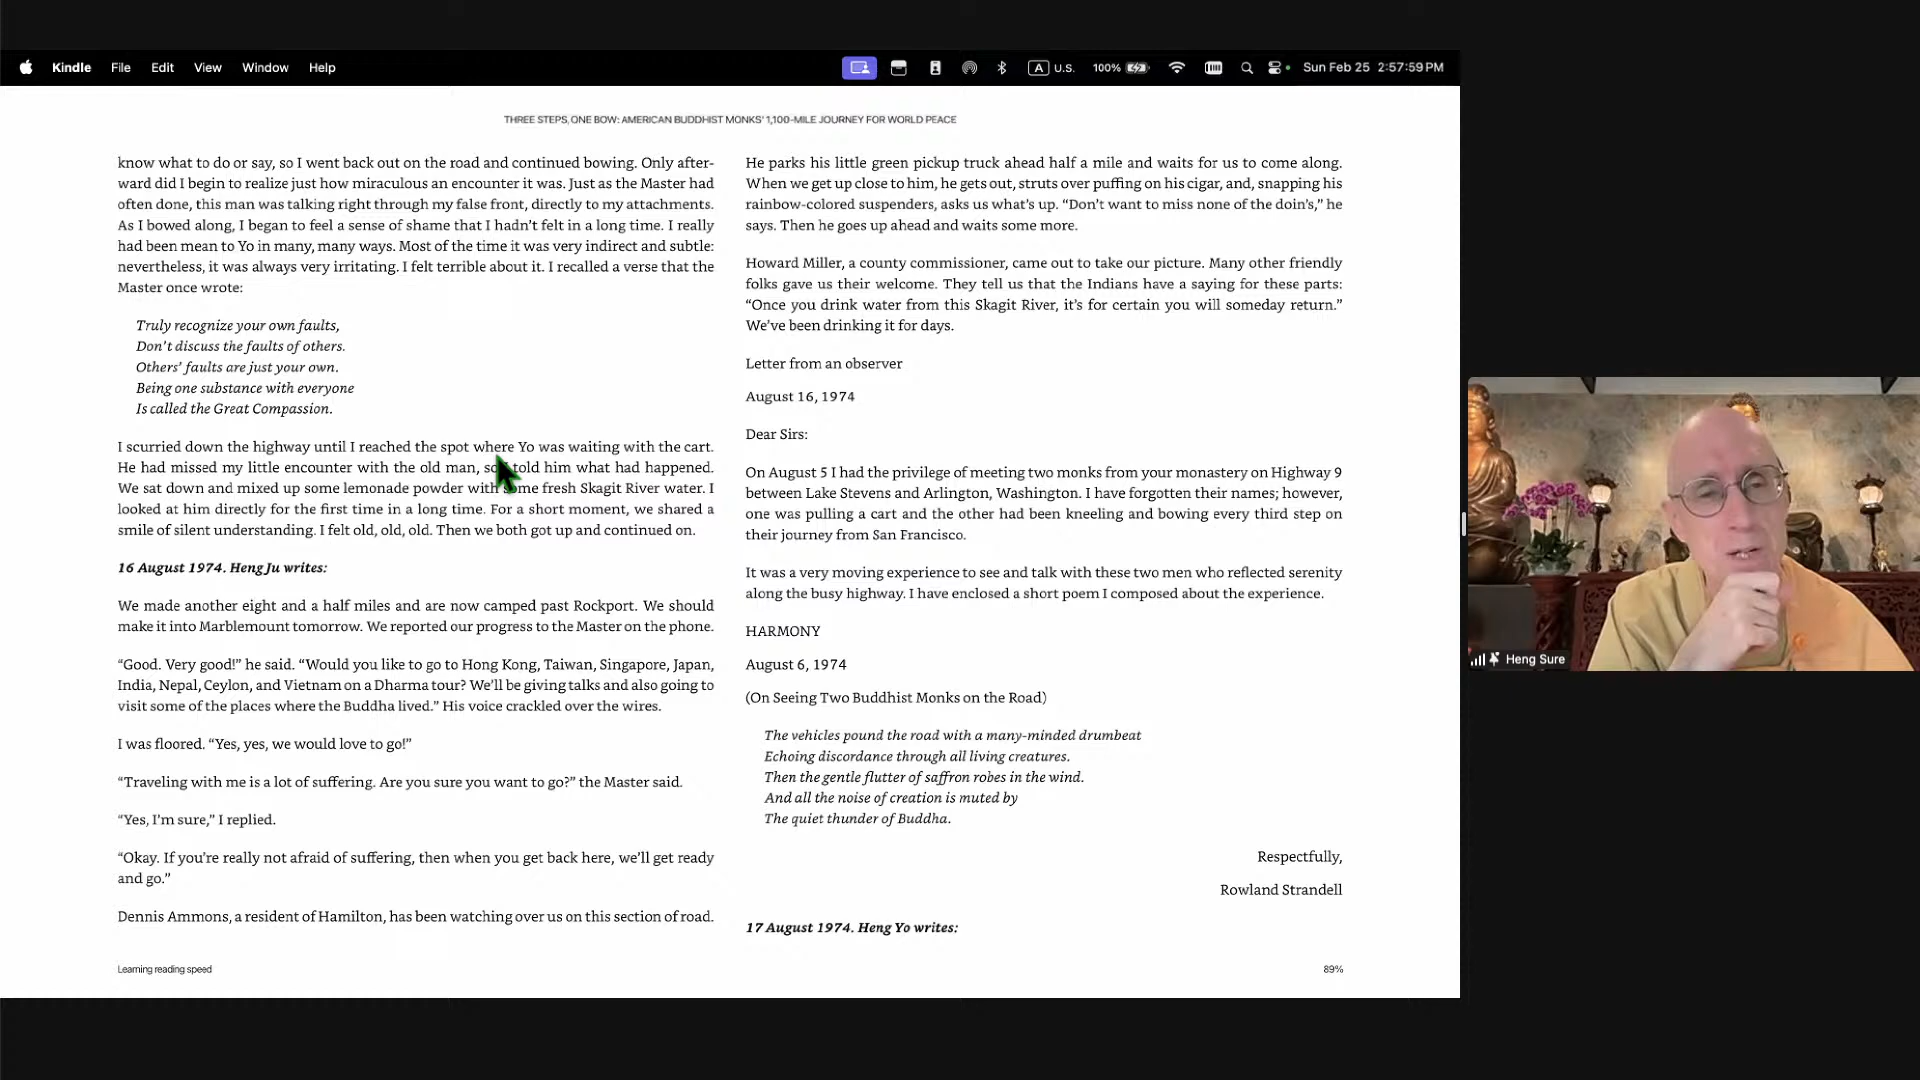 Kindle File Edit View Window Help A U.S. 100% Sun Feb 25 2:57:59 PM
THREE STEPS, ONE BOW: AMERICAN BUDDHIST MONKS' 1,100-MILE JOURNEY FOR WORLD PEACE
know what to do or say, so I went back out on the road and continued bowing. Only after-
ward did I begin to realize just how miraculous an encounter it was. Just as the Master had
often done, this man was talking right through my false front, directly to my attachments.
As I bowed along, I began to feel a sense of shame that I hadn't felt in a long time. I really
had been mean to Yo in many, many ways. Most of the time it was very indirect and subtle:
nevertheless, it was always very irritating. I felt terrible about it. I recalled a verse that the
Master once wrote:
Truly recognize your own faults,
Don't discuss the faults of others.
Others' faults are just your own.
Being one substance with everyone
Is called the Great Compassion.
I scurried down the highway until I reached the spot where Yo was waiting with the cart.
He had missed my little encounter with the old man, so told him what had happened.
We sat down and mixed up some lemonade powder with some fresh Skagit River water. I
looked at him directly for the first time in a long time. For a short moment, we shared a
smile of silent understanding. I felt old, old, old. Then we both got up and continued on.
16 August 1974. Heng Ju writes:
We made another eight and a half miles and are now camped past Rockport. We should
make it into Marblemount tomorrow. We reported our progress to the Master on the phone.
“Good. Very good!” he said. “Would you like to go to Hong Kong, Taiwan, Singapore, Japan,
India, Nepal, Ceylon, and Vietnam on a Dharma tour? We'll be giving talks and also going to
visit some of the places where the Buddha lived.” His voice crackled over the wires.
I was floored. “Yes, yes, we would love to go!”
“Traveling with me is a lot of suffering. Are you sure you want to go?” the Master said.
“Yes, I'm sure,” I replied.
“Okay. If you're really not afraid of suffering, then when you get back here, we'll get ready
and go.”
Dennis Ammons, a resident of Hamilton, has been watching over us on this section of road.
He parks his little green pickup truck ahead half a mile and waits for us to come along.
When we get up close to him, he gets out, struts over puffing on his cigar, and, snapping his
rainbow-colored suspenders, asks us what's up. “Don't want to miss none of the doin's,” he
says. Then he goes up ahead and waits some more.
Howard Miller, a county commissioner, came out to take our picture. Many other friendly
folks gave us their welcome. They tell us that the Indians have a saying for these parts:
“Once you drink water from this Skagit River, it's for certain you will someday return.”
We've been drinking it for days.
Letter from an observer
August 16, 1974
Dear Sirs:
On August 5 I had the privilege of meeting two monks from your monastery on Highway 9
between Lake Stevens and Arlington, Washington. I have forgotten their names; however,
one was pulling a cart and the other had been kneeling and bowing every third step on
their journey from San Francisco.
It was a very moving experience to see and talk with these two men who reflected serenity
along the busy highway. I have enclosed a short poem I composed about the experience.
HARMONY
August 6, 1974
(On Seeing Two Buddhist Monks on the Road)
The vehicles pound the road with a many-minded drumbeat
Echoing discordance through all living creatures.
Then the gentle flutter of saffron robes in the wind.
And all the noise of creation is muted by
The quiet thunder of Buddha.
Respectfully,
Rowland Strandell
17 August 1974. Heng Yo writes:
Learning reading speed
89%
Heng Sure